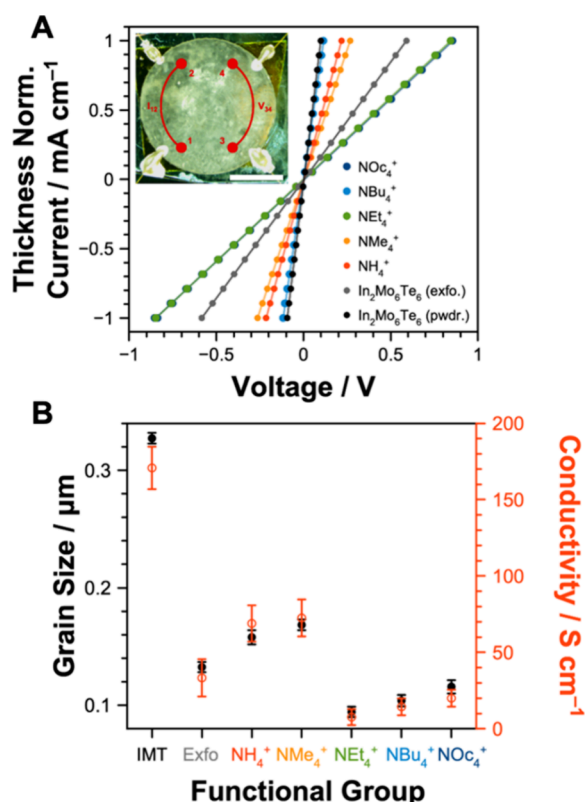 A
Thickness Norm.
Current / mA cm⁻¹
1
0.5
0
−0.5
−1
2
4
I₁₂
V₃₄
1
3
NOc₄⁺
NBu₄⁺
NEt₄⁺
NMe₄⁺
NH₄⁺
In₂Mo₆Te₆ (exfo.)
In₂Mo₆Te₆ (pwdr.)
−1
−0.5
0
0.5
1
Voltage / V
B
Grain Size / µm
0.3
0.2
0.1
200
150
100
50
0
Conductivity / S cm⁻¹
IMT
Exfo
NH₄⁺
NMe₄⁺
NEt₄⁺
NBu₄⁺
NOc₄⁺
Functional Group